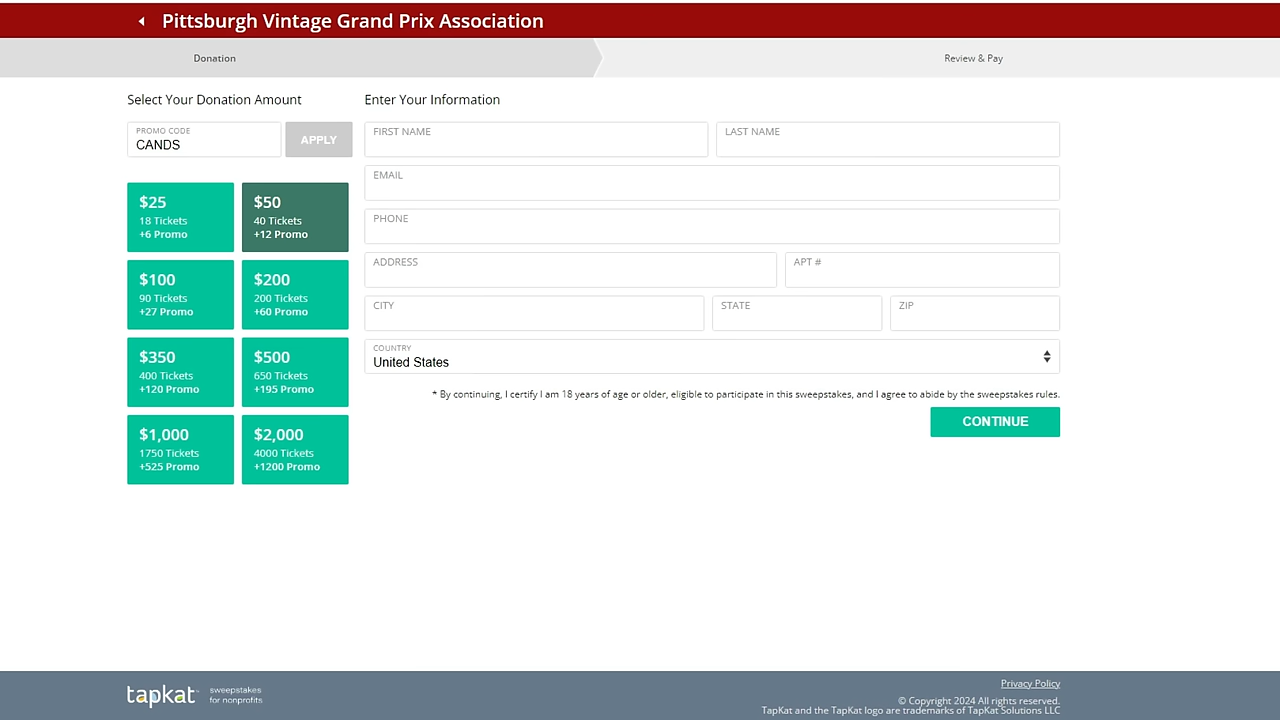 Pittsburgh Vintage Grand Prix Association
Donation
Review & Pay
Select Your Donation Amount
PROMO CODE
CANDS
APPLY
$25
18 Tickets
+6 Promo
$50
40 Tickets
+12 Promo
$100
90 Tickets
+27 Promo
$200
200 Tickets
+60 Promo
$350
400 Tickets
+120 Promo
$500
650 Tickets
+195 Promo
$1,000
1750 Tickets
+525 Promo
$2,000
4000 Tickets
+1200 Promo
Enter Your Information
FIRST NAME
LAST NAME
EMAIL
PHONE
ADDRESS
APT #
CITY
STATE
ZIP
COUNTRY
United States
* By continuing, I certify I am 18 years of age or older, eligible to participate in this sweepstakes, and I agree to abide by the sweepstakes rules.
CONTINUE
tapkat™
sweepstakes
for nonprofits
Privacy Policy
© Copyright 2024 All rights reserved.
TapKat and the TapKat logo are trademarks of TapKat Solutions LLC